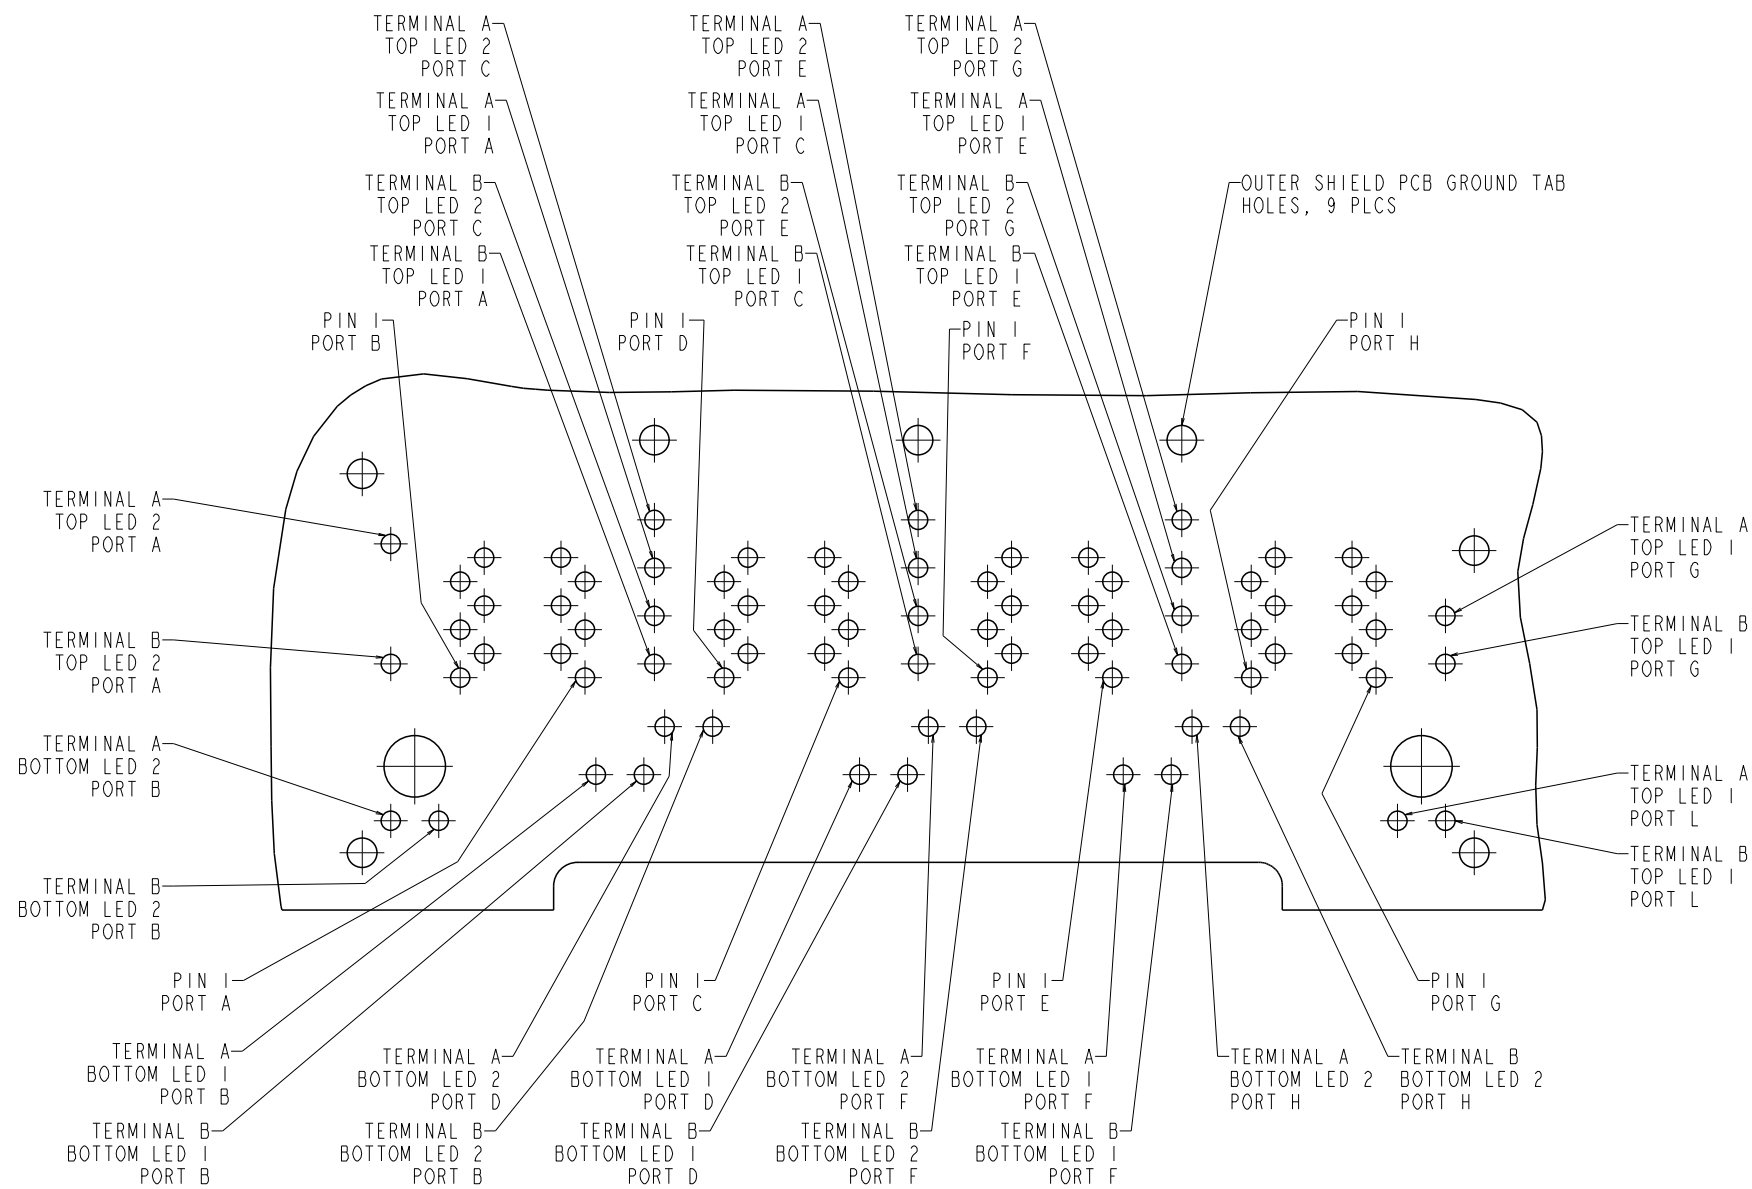 TERMINAL A
TOP LED 2
PORT C
TERMINAL A
TOP LED 2
PORT E
TERMINAL A
TOP LED 2
PORT G
TERMINAL A
TOP LED 1
PORT A
TERMINAL A
TOP LED 1
PORT C
TERMINAL A
TOP LED 1
PORT E
TERMINAL B
TOP LED 2
PORT C
TERMINAL B
TOP LED 2
PORT E
TERMINAL B
TOP LED 2
PORT G
OUTER SHIELD PCB GROUND TAB
HOLES, 9 PLCS
TERMINAL B
TOP LED 1
PORT A
TERMINAL B
TOP LED 1
PORT C
TERMINAL B
TOP LED 1
PORT E
PIN 1
PORT B
PIN 1
PORT D
PIN 1
PORT F
PIN 1
PORT H
TERMINAL A
TOP LED 2
PORT A
TERMINAL A
TOP LED 1
PORT G
TERMINAL B
TOP LED 2
PORT A
TERMINAL B
TOP LED 1
PORT G
TERMINAL A
BOTTOM LED 2
PORT B
TERMINAL A
TOP LED 1
PORT L
TERMINAL B
BOTTOM LED 2
PORT B
TERMINAL B
TOP LED 1
PORT L
PIN 1
PORT A
PIN 1
PORT C
PIN 1
PORT E
PIN 1
PORT G
TERMINAL A
BOTTOM LED 1
PORT B
TERMINAL A
BOTTOM LED 2
PORT D
TERMINAL A
BOTTOM LED 1
PORT D
TERMINAL A
BOTTOM LED 2
PORT F
TERMINAL A
BOTTOM LED 1
PORT F
TERMINAL A
BOTTOM LED 2
PORT H
TERMINAL B
BOTTOM LED 2
PORT H
TERMINAL B
BOTTOM LED 1
PORT B
TERMINAL B
BOTTOM LED 2
PORT B
TERMINAL B
BOTTOM LED 1
PORT D
TERMINAL B
BOTTOM LED 2
PORT F
TERMINAL B
BOTTOM LED 1
PORT F